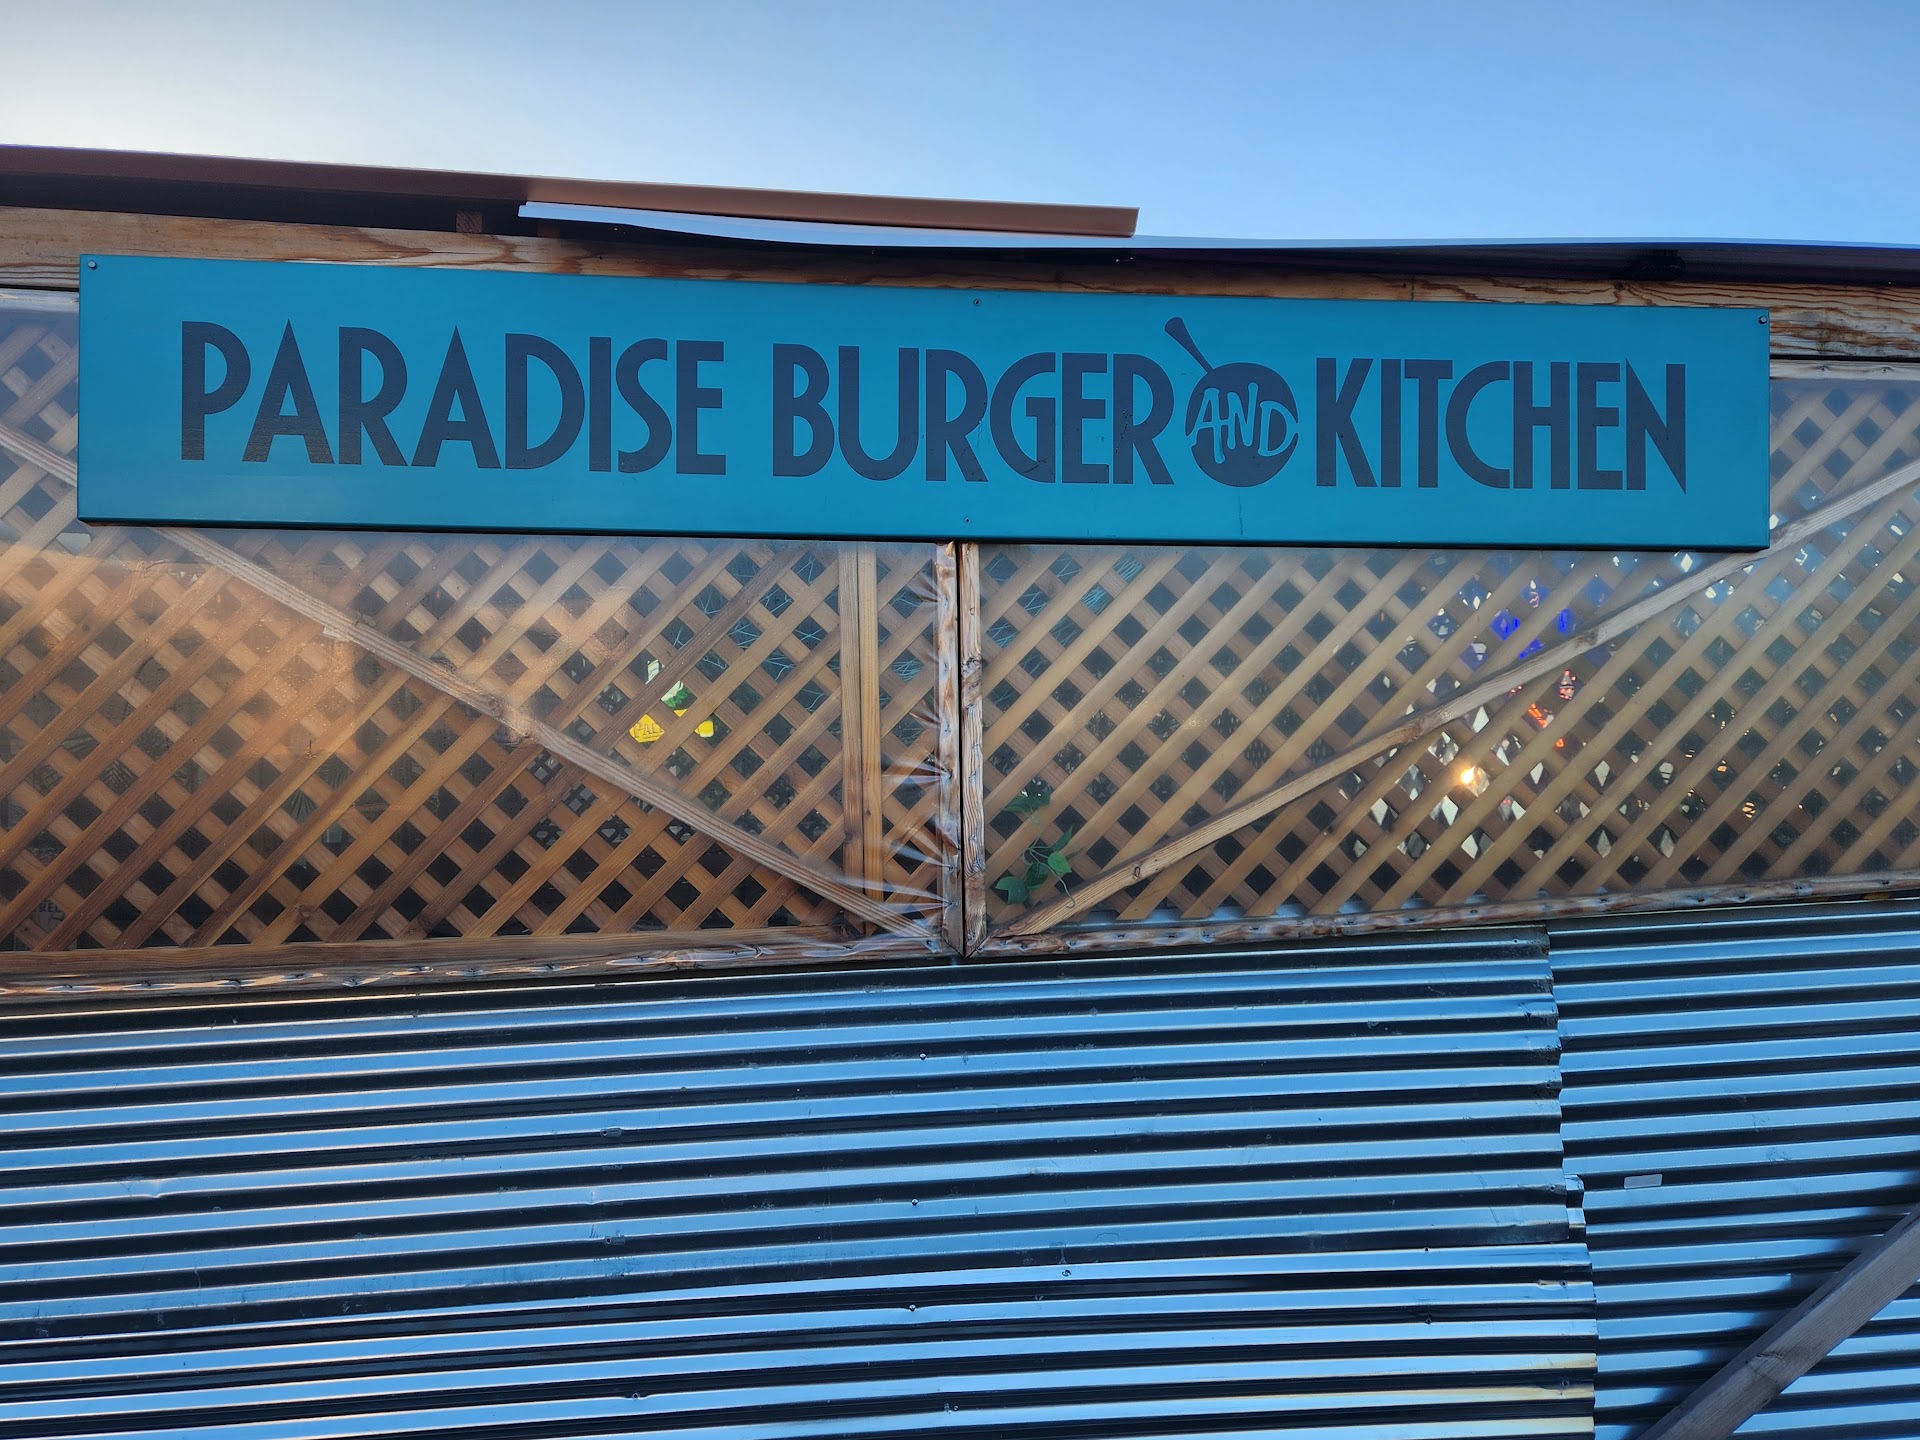 PARADISE BURGER AND KITCHEN